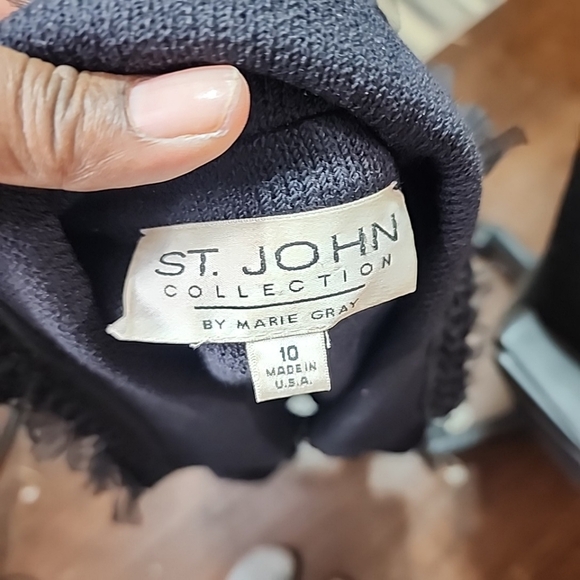 ST. JOHN
COLLECTION
BY MARIE GRAY
10
MADE IN
U.S.A.